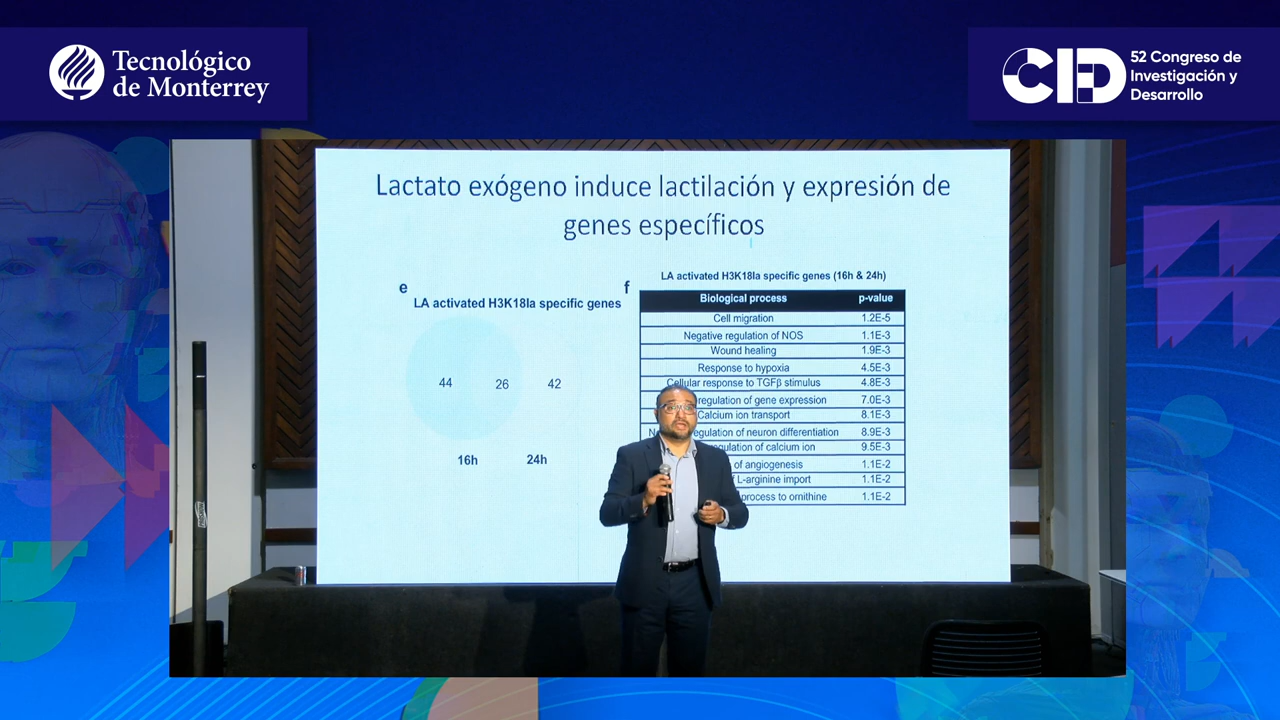 Tecnológico
de Monterrey
CID
52 Congreso de
Investigación y
Desarrollo
Lactato exógeno induce lactilación y expresión de
genes específicos
e
LA activated H3K18la specific genes
44 26 42
16h 24h
f
LA activated H3K18la specific genes (16h & 24h)
Biological process p-value
Cell migration 1.2E-5
Negative regulation of NOS 1.1E-3
Wound healing 1.9E-3
Response to hypoxia 4.5E-3
Cellular response to TGFβ stimulus 4.8E-3
regulation of gene expression 7.0E-3
Calcium ion transport 8.1E-3
regulation of neuron differentiation 8.9E-3
of calcium ion 9.5E-3
of angiogenesis 1.1E-2
L-arginine import 1.1E-2
process to ornithine 1.1E-2